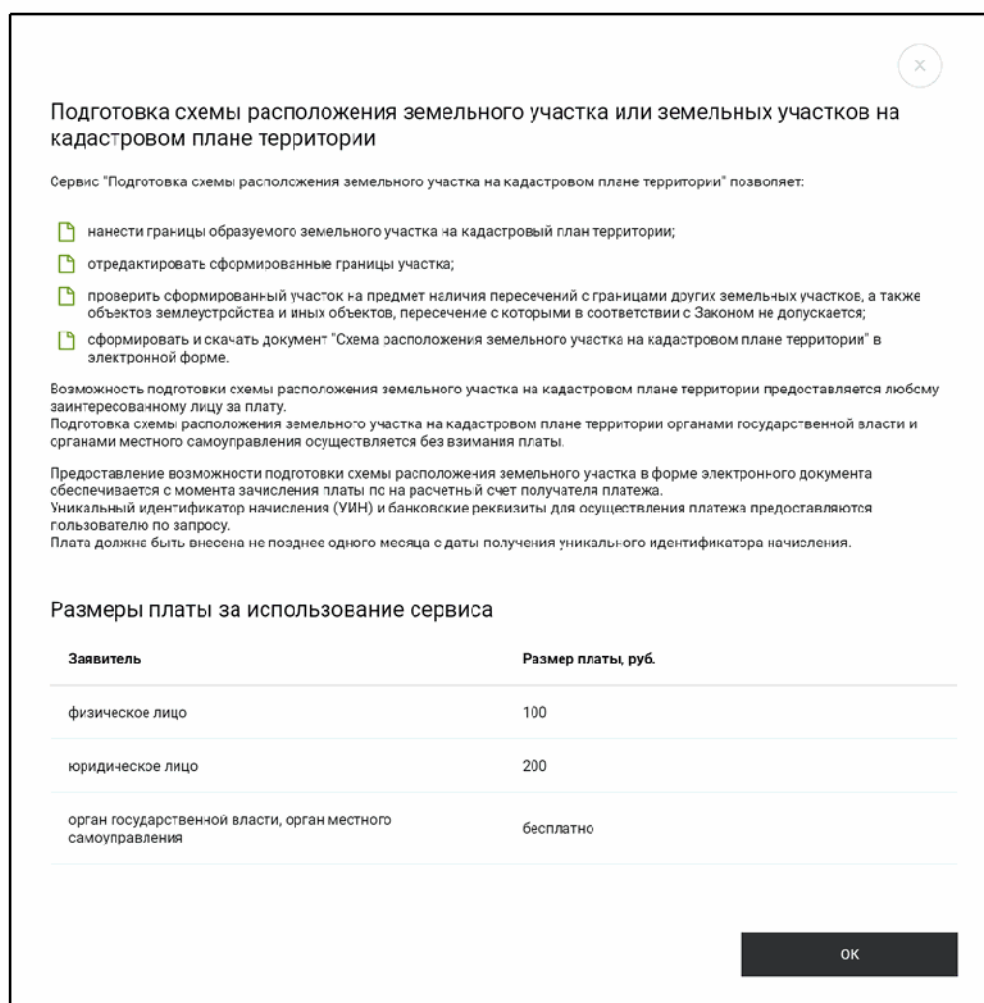 Подготовка схемы расположения земельного участка или земельных участков на
кадастровом плане территории
Сервис "Подготовка схемы расположения земельного участка на кадастровом плане территории" позволяет:
нанести границы образуемого земельного участка на кадастровый план территории;
отредактировать сформированные границы участка;
проверить сформированный участок на предмет наличия пересечений с границами других земельных участков, а также
объектов землеустройства и иных объектов, пересечение с которыми в соответствии с Законом не допускается;
сформировать и скачать документ "Схема расположения земельного участка на кадастровом плане территории" в
электронной форме.
Возможность подготовки схемы расположения земельного участка на кадастровом плане территории предоставляется любому
заинтересованному лицу за плату.
Подготовка схемы расположения земельного участка на кадастровом плане территории органами государственной власти и
органами местного самоуправления осуществляется без взимания платы.
Предоставление возможности подготовки схемы расположения земельного участка в форме электронного документа
обеспечивается с момента зачисления платы по на расчетный счет получателя платежа.
Уникальный идентификатор начисления (УИН) и банковские реквизиты для осуществления платежа предоставляются
пользователю по запросу.
Плата должна быть внесена не позднее одного месяца с даты получения уникального идентификатора начисления.
Размеры платы за использование сервиса
Заявитель Размер платы, руб.
физическое лицо 100
юридическое лицо 200
орган государственной власти, орган местного
самоуправления бесплатно
ОК